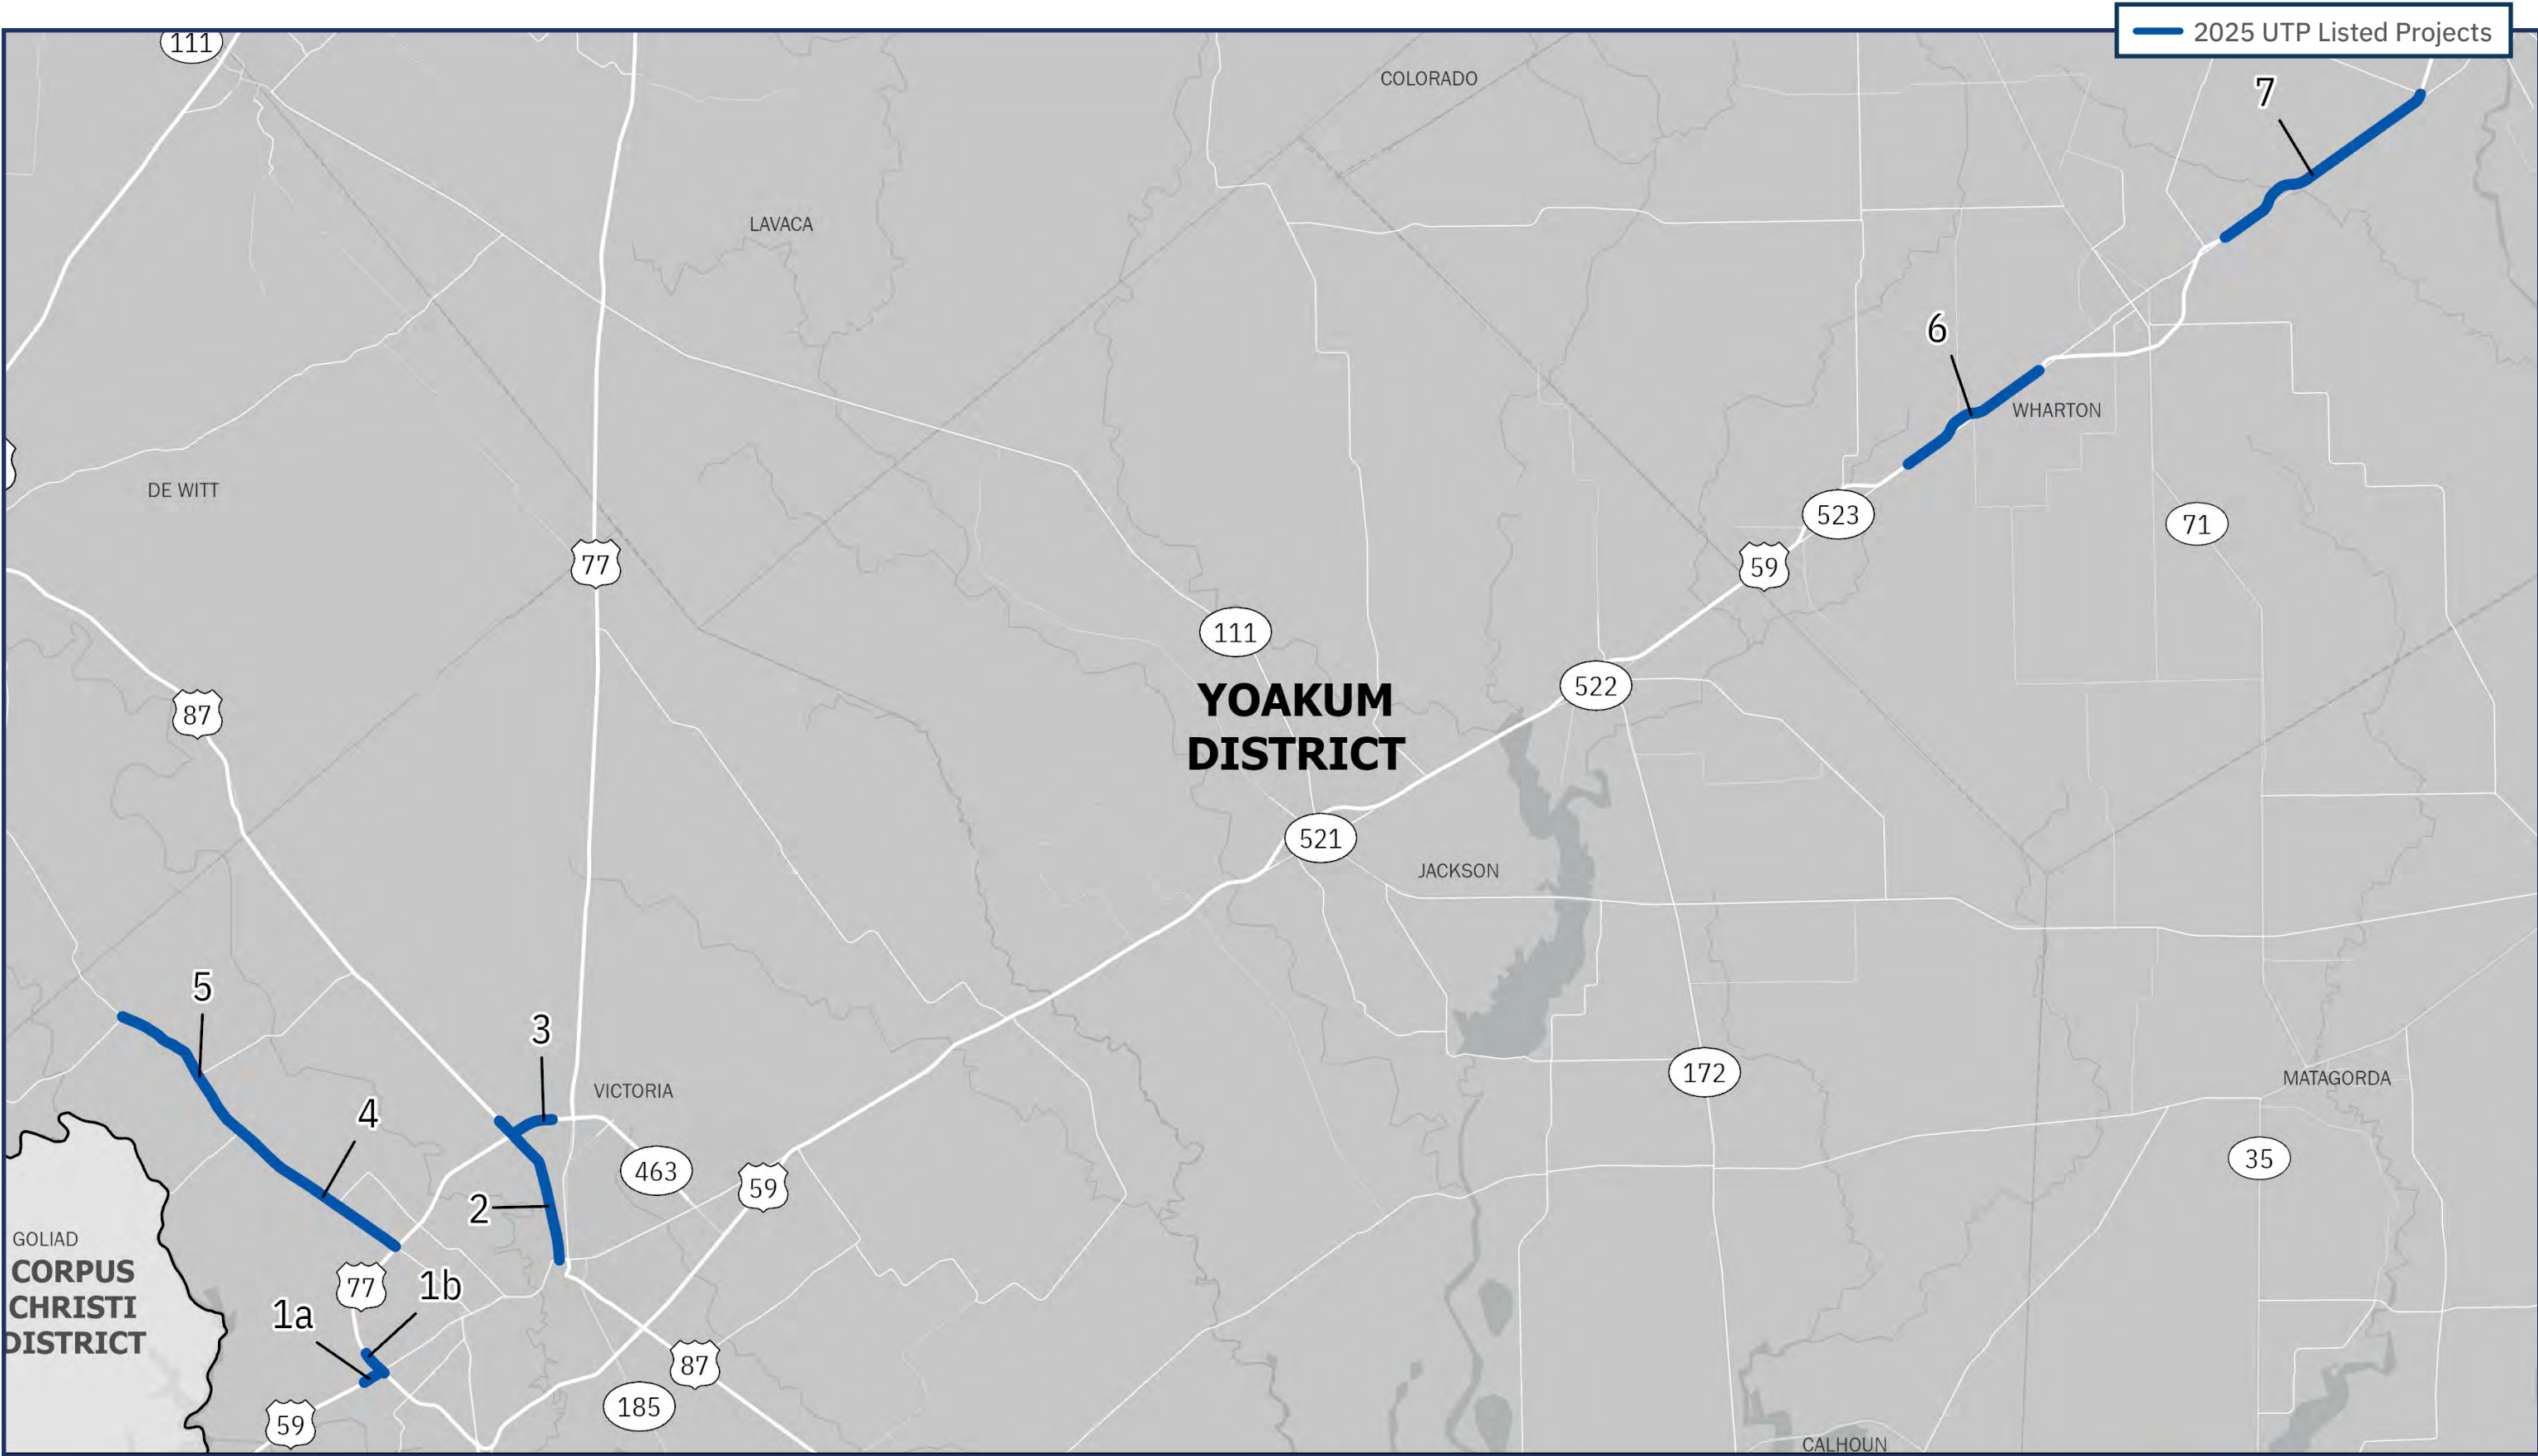 2025 UTP Listed Projects
111
COLORADO
7
LAVACA
6
WHARTON
DE WITT
523
71
77
59
111
YOAKUM
DISTRICT
522
87
521
JACKSON
5
3
VICTORIA
172
MATAGORDA
4
463
59
35
2
GOLIAD
CORPUS
CHRISTI
DISTRICT
77
1b
1a
87
185
59
CALHOUN